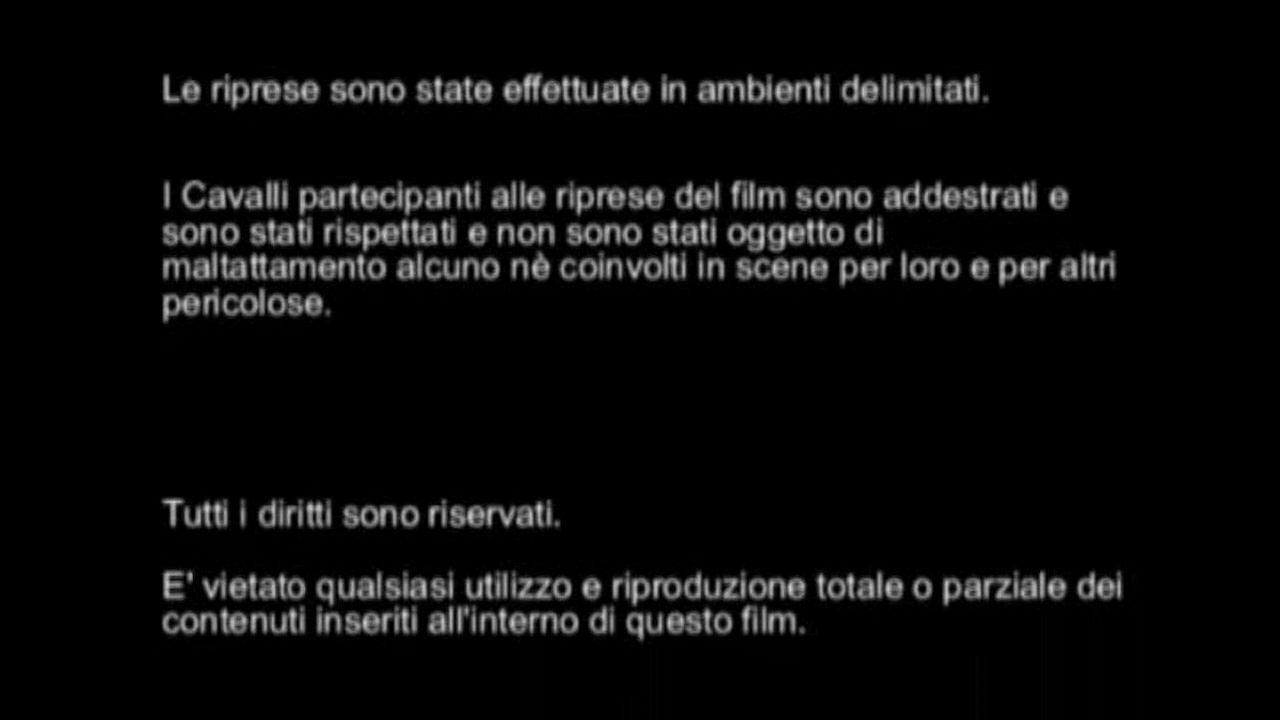 Le riprese sono state effettuate in ambienti delimitati.
I Cavalli partecipanti alle riprese del film sono addestrati e
sono stati rispettati e non sono stati oggetto di
maltattamento alcuno nè coinvolti in scene per loro e per altri
pericolose.
Tutti i diritti sono riservati.
E' vietato qualsiasi utilizzo e riproduzione totale o parziale dei
contenuti inseriti all'interno di questo film.